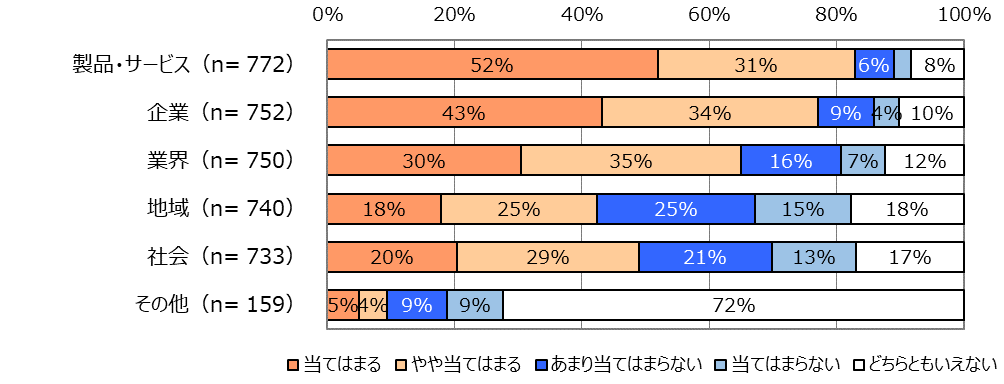 0% 20% 40% 60% 80% 100%
製品・サービス（n= 772） 52% 31% 6% 8%
企業（n= 752） 43% 34% 9% 4% 10%
業界（n= 750） 30% 35% 16% 7% 12%
地域（n= 740） 18% 25% 25% 15% 18%
社会（n= 733） 20% 29% 21% 13% 17%
その他（n= 159） 5% 4% 9% 9% 72%
当てはまる やや当てはまる あまり当てはまらない 当てはまらない どちらともいえない